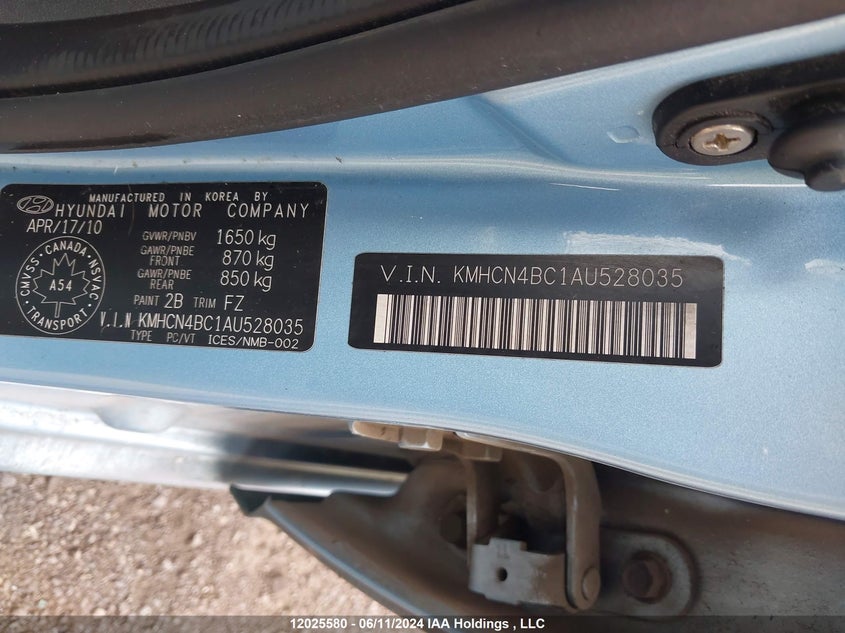 MANUFACTURED IN KOREA BY
HYUNDAI MOTOR COMPANY
APR/17/10
GVWR/PNBV 1650 kg
GAWR/PNBE FRONT 870 kg
GAWR/PNBE REAR 850 kg
PAINT 2B TRIM FZ
V.I.N KMHCN4BC1AU528035
TYPE PC/VT ICES/NMB-002
CMVSS CANADA NSVAC
A54
TRANSPORT
V.I.N. KMHCN4BC1AU528035
12025580 - 06/11/2024 IAA Holdings , LLC